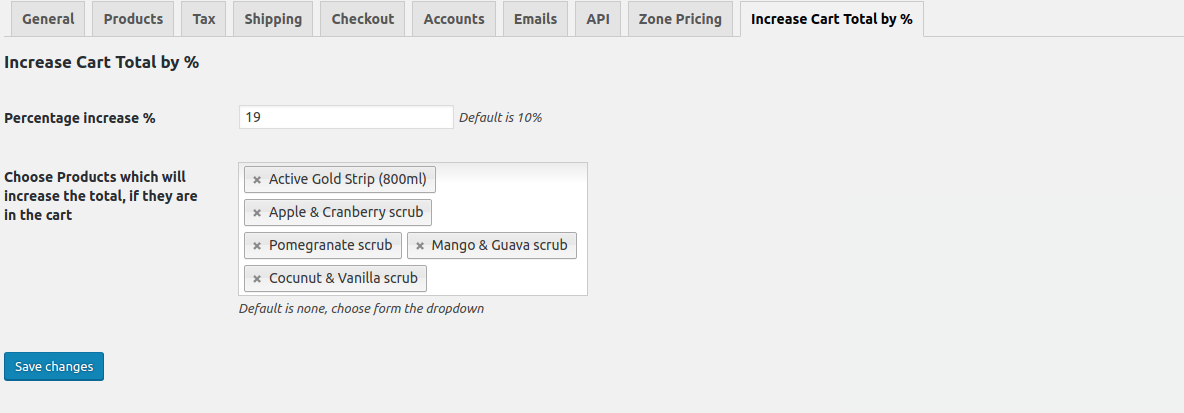 General Products Tax Shipping Checkout Accounts Emails API Zone Pricing Increase Cart Total by %
Increase Cart Total by %
Percentage increase % 19 Default is 10%
Choose Products which will
increase the total, if they are
in the cart
× Active Gold Strip (800ml)
× Apple & Cranberry scrub
× Pomegranate scrub × Mango & Guava scrub
× Cocunut & Vanilla scrub
Default is none, choose form the dropdown
Save changes